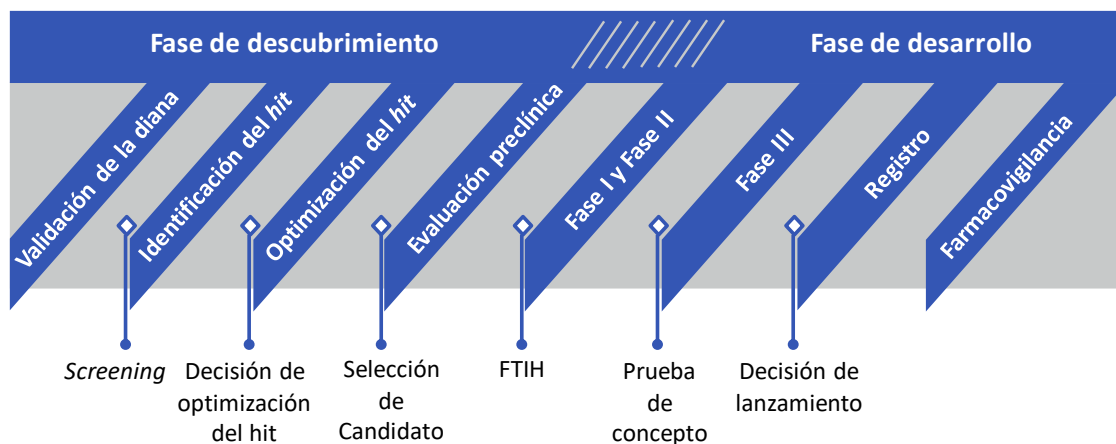 Fase de descubrimiento
Fase de desarrollo
Validación de la diana
Identificación del hit
Optimización del hit
Evaluación preclínica
Fase I y Fase II
Fase III
Registro
Farmacovigilancia
Screening
Decisión de
optimización
del hit
Selección
de
Candidato
FTIH
Prueba
de
concepto
Decisión de
lanzamiento